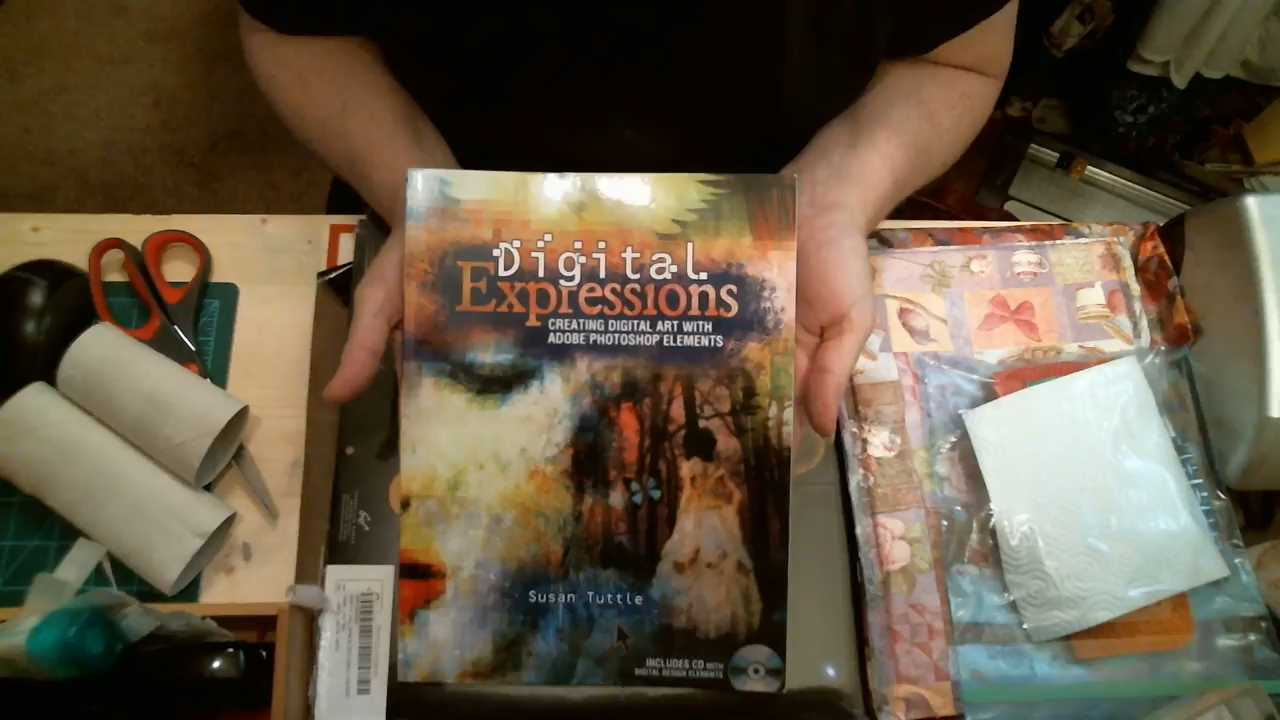 Digital
Expressions
CREATING DIGITAL ART WITH
ADOBE PHOTOSHOP ELEMENTS
Susan Tuttle
INCLUDES CD WITH
DIGITAL DESIGN ELEMENTS